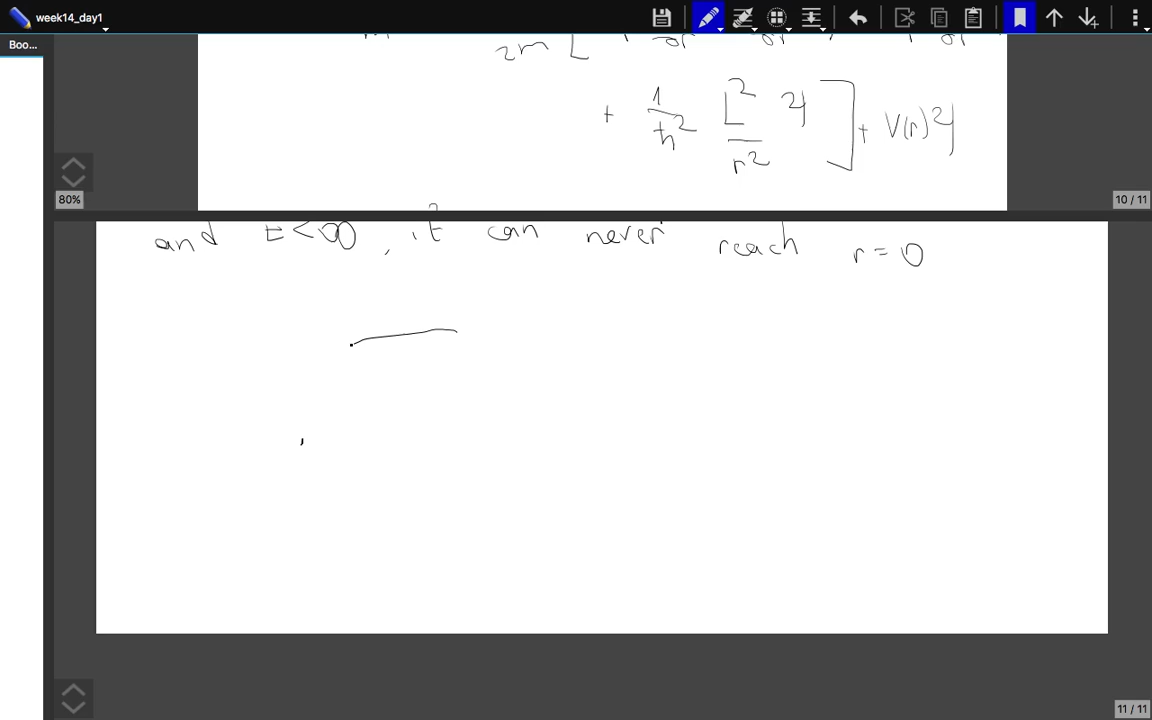 week14_day1
Boo...
2m [
+ 1/ħ² L²/r² ψ ] + V(r)ψ
80%
10 / 11
and E<∞, it can never reach r = 0
11 / 11